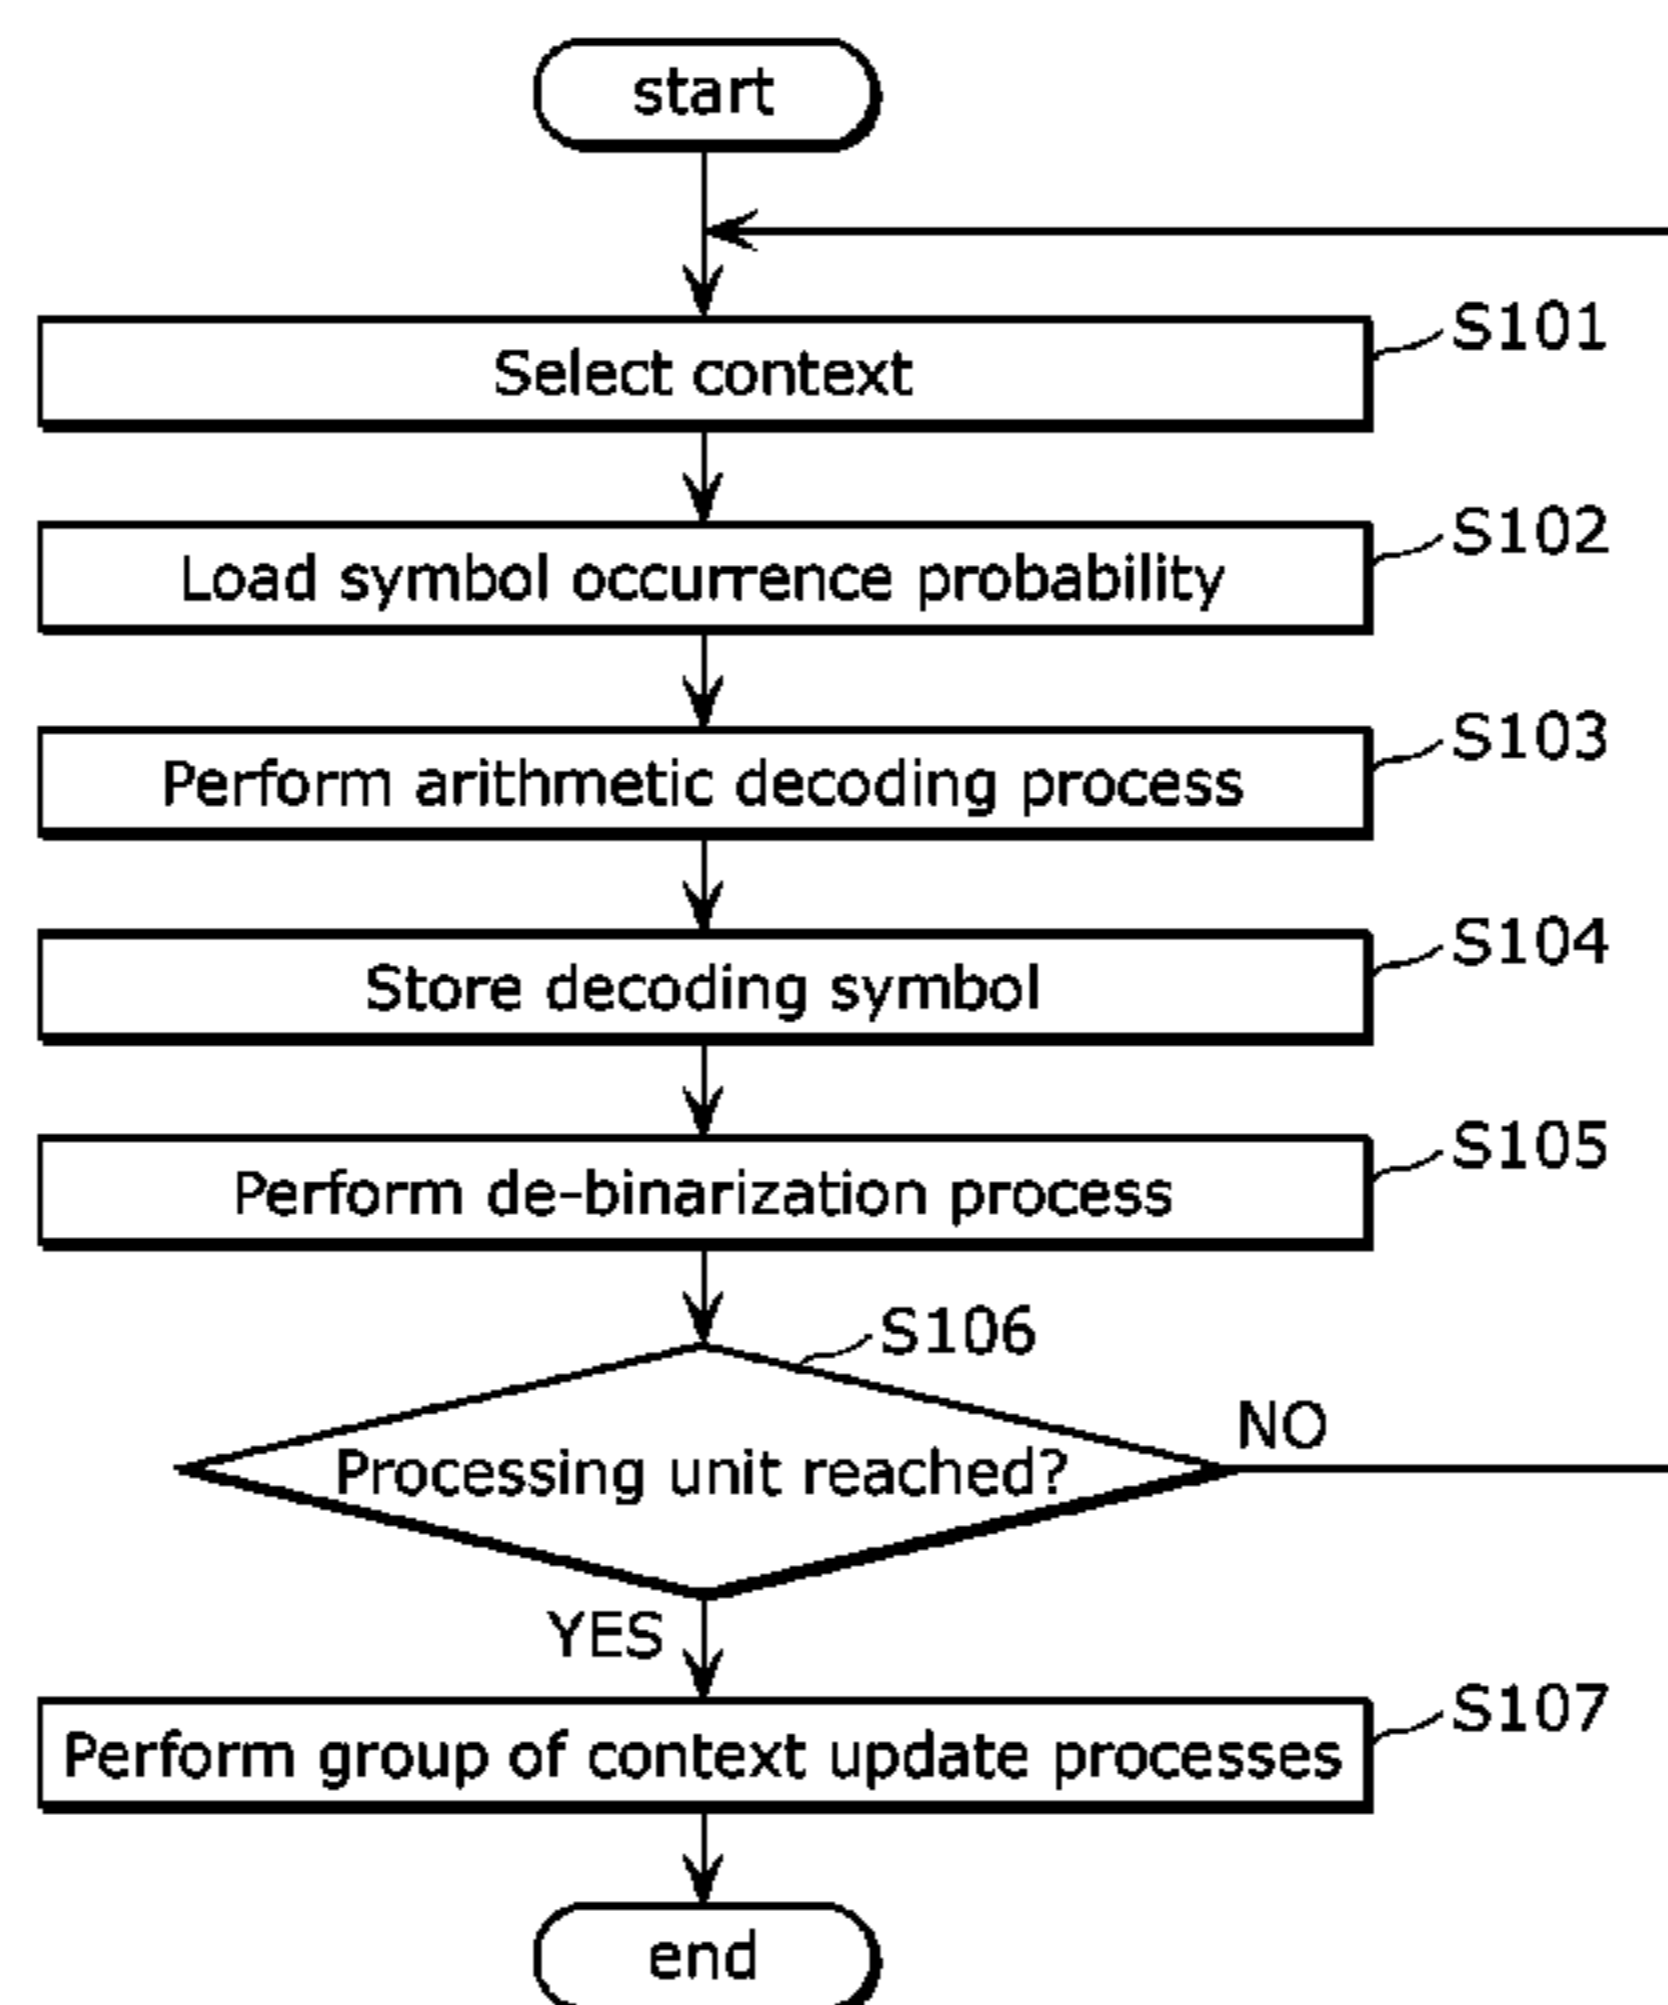 start
Select context
S101
Load symbol occurrence probability
S102
Perform arithmetic decoding process
S103
Store decoding symbol
S104
Perform de-binarization process
S105
S106
Processing unit reached?
NO
YES
Perform group of context update processes
S107
end